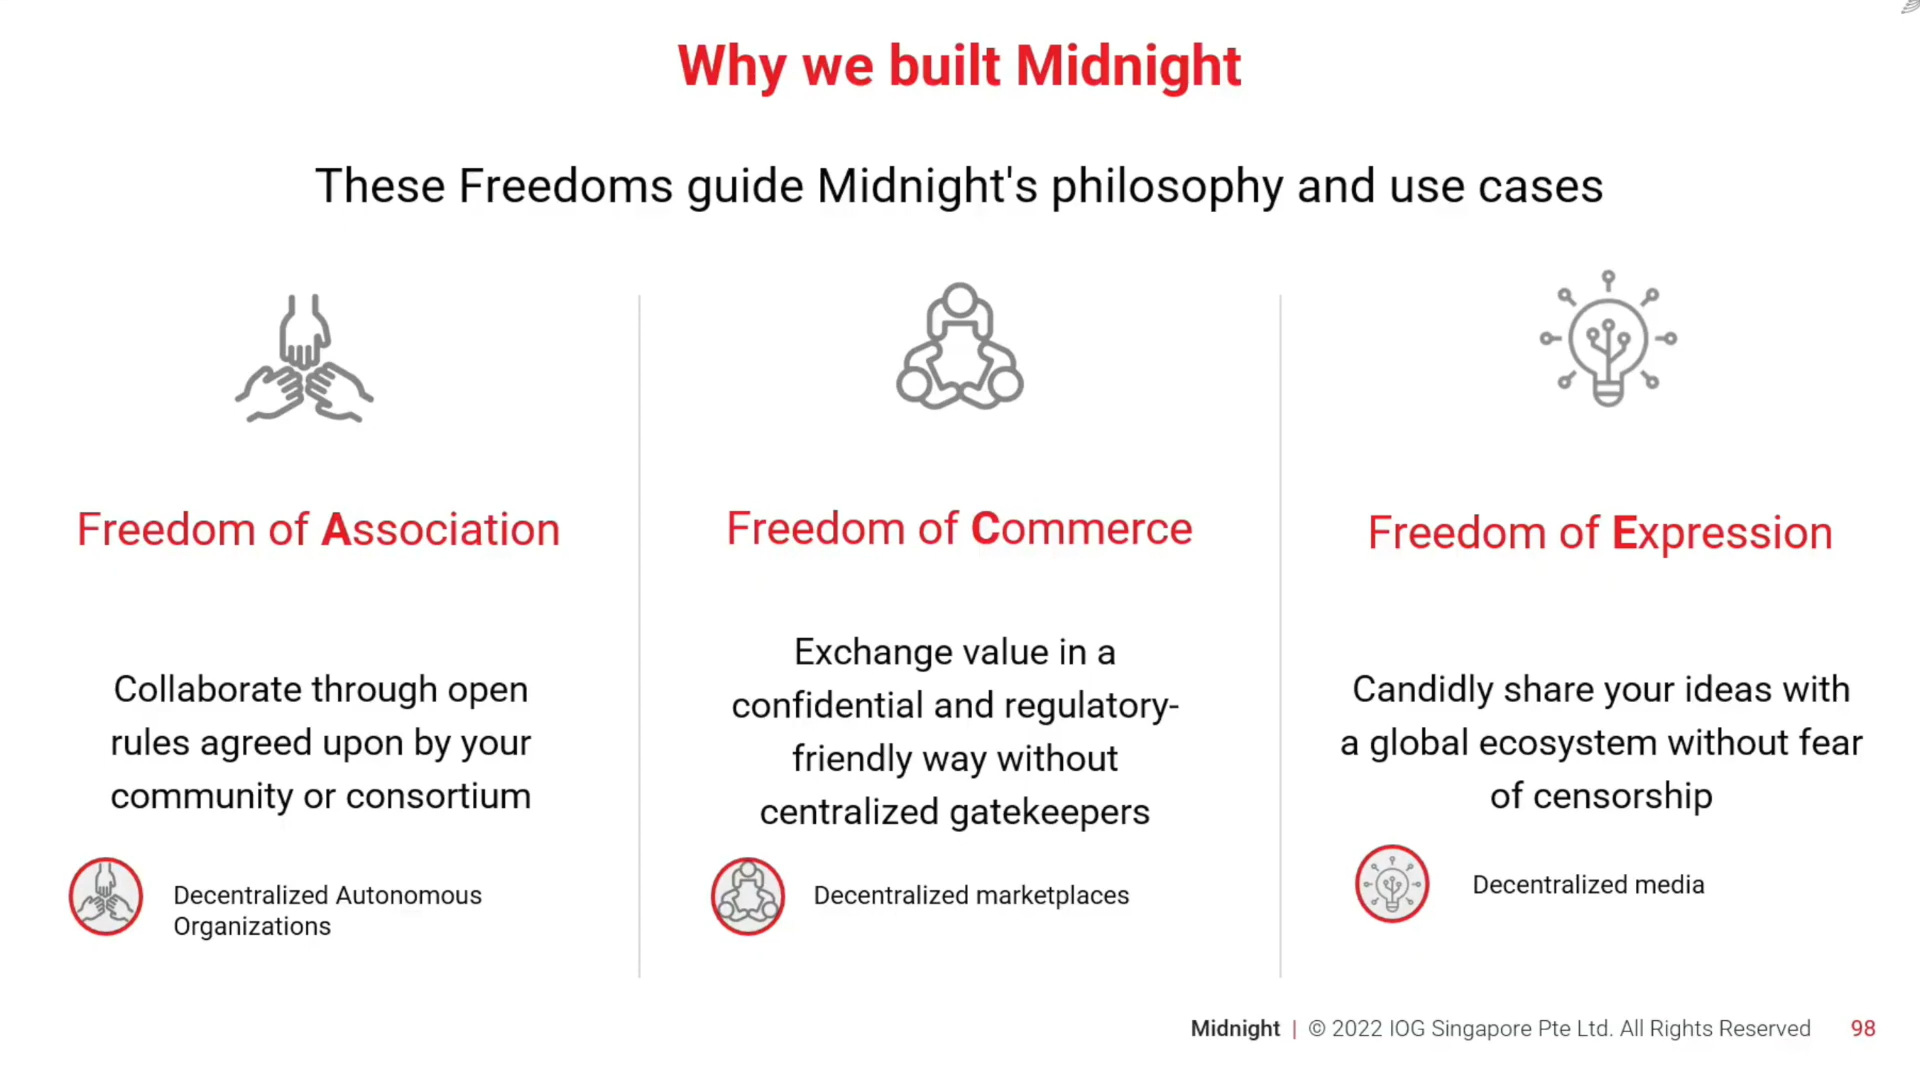 Why we built Midnight
These Freedoms guide Midnight's philosophy and use cases
Freedom of Association
Collaborate through open
rules agreed upon by your
community or consortium
Decentralized Autonomous
Organizations
Freedom of Commerce
Exchange value in a
confidential and regulatory-
friendly way without
centralized gatekeepers
Decentralized marketplaces
Freedom of Expression
Candidly share your ideas with
a global ecosystem without fear
of censorship
Decentralized media
Midnight | © 2022 IOG Singapore Pte Ltd. All Rights Reserved 98